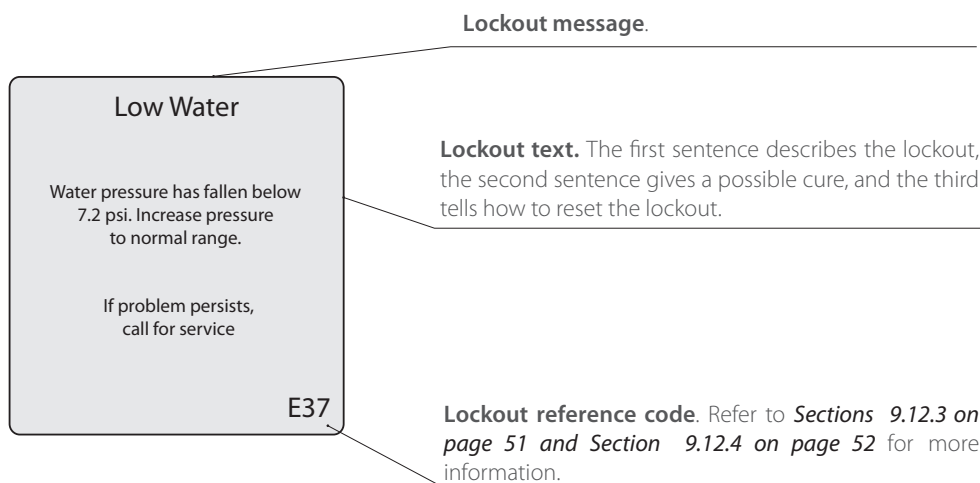 Lockout message.
Low Water
Water pressure has fallen below
7.2 psi. Increase pressure
to normal range.
If problem persists,
call for service
E37
Lockout text. The first sentence describes the lockout,
the second sentence gives a possible cure, and the third
tells how to reset the lockout.
Lockout reference code. Refer to Sections 9.12.3 on
page 51 and Section 9.12.4 on page 52 for more
information.